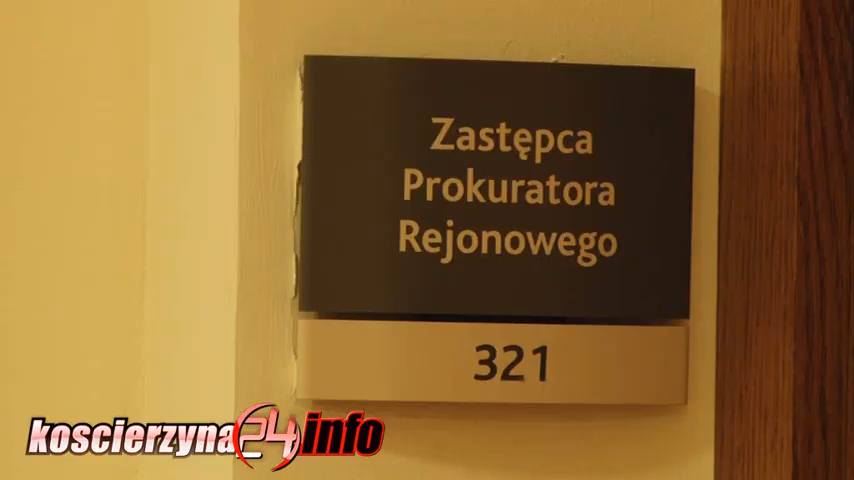 Zastępca
Prokuratora
Rejonowego
321
koscierzyna24info